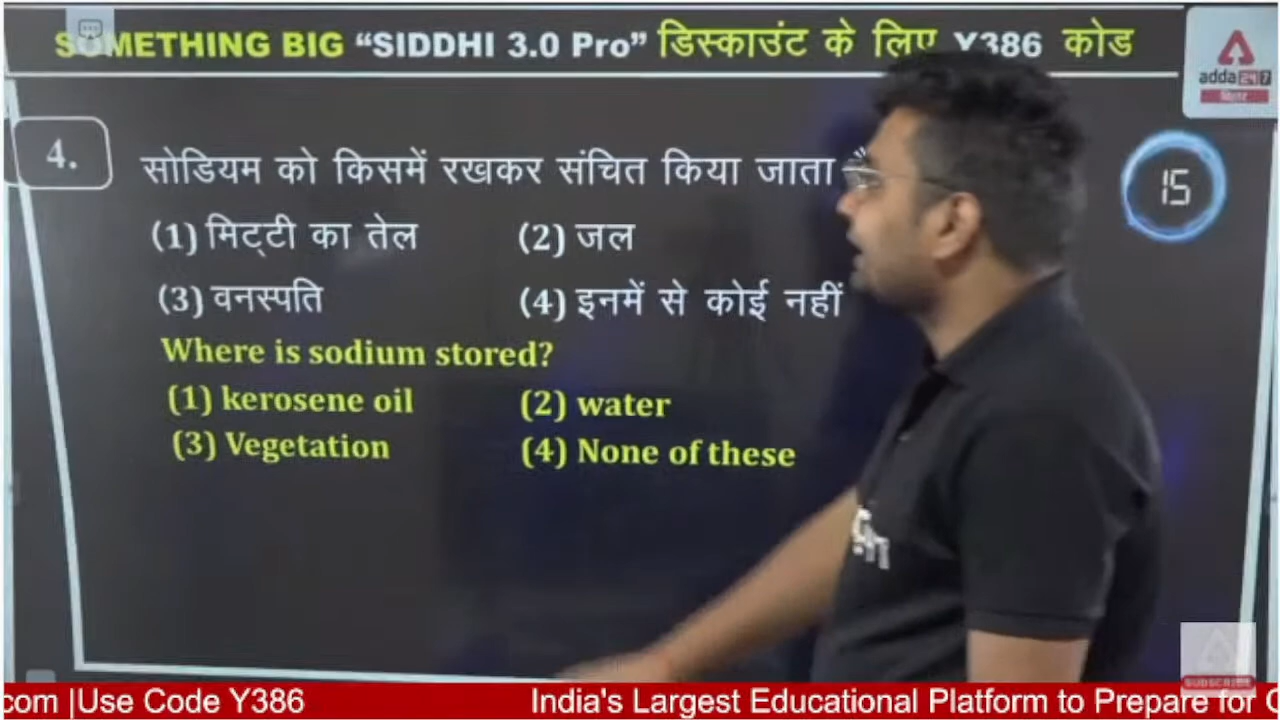 SOMETHING BIG “SIDDHI 3.0 Pro” डिस्काउंट के लिए Y386 कोड
adda247
4.
सोडियम को किसमें रखकर संचित किया जाता
15
(1) मिट्टी का तेल (2) जल
(3) वनस्पति (4) इनमें से कोई नहीं
Where is sodium stored?
(1) kerosene oil (2) water
(3) Vegetation (4) None of these
SUBSCRIBE
com |Use Code Y386 India's Largest Educational Platform to Prepare for